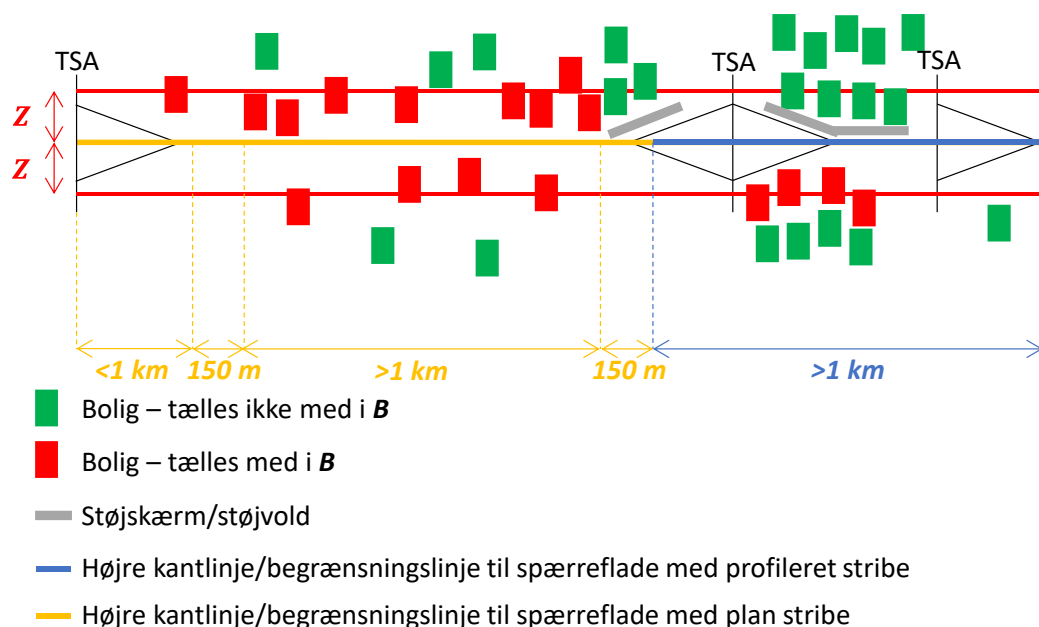 TSA
TSA
TSA
Z
Z
<1 km
150 m
>1 km
150 m
>1 km
Bolig – tælles ikke med i B
Bolig – tælles med i B
Støjskærm/støjvold
Højre kantlinje/begrænsningslinje til spærreflade med profileret stribe
Højre kantlinje/begrænsningslinje til spærreflade med plan stribe